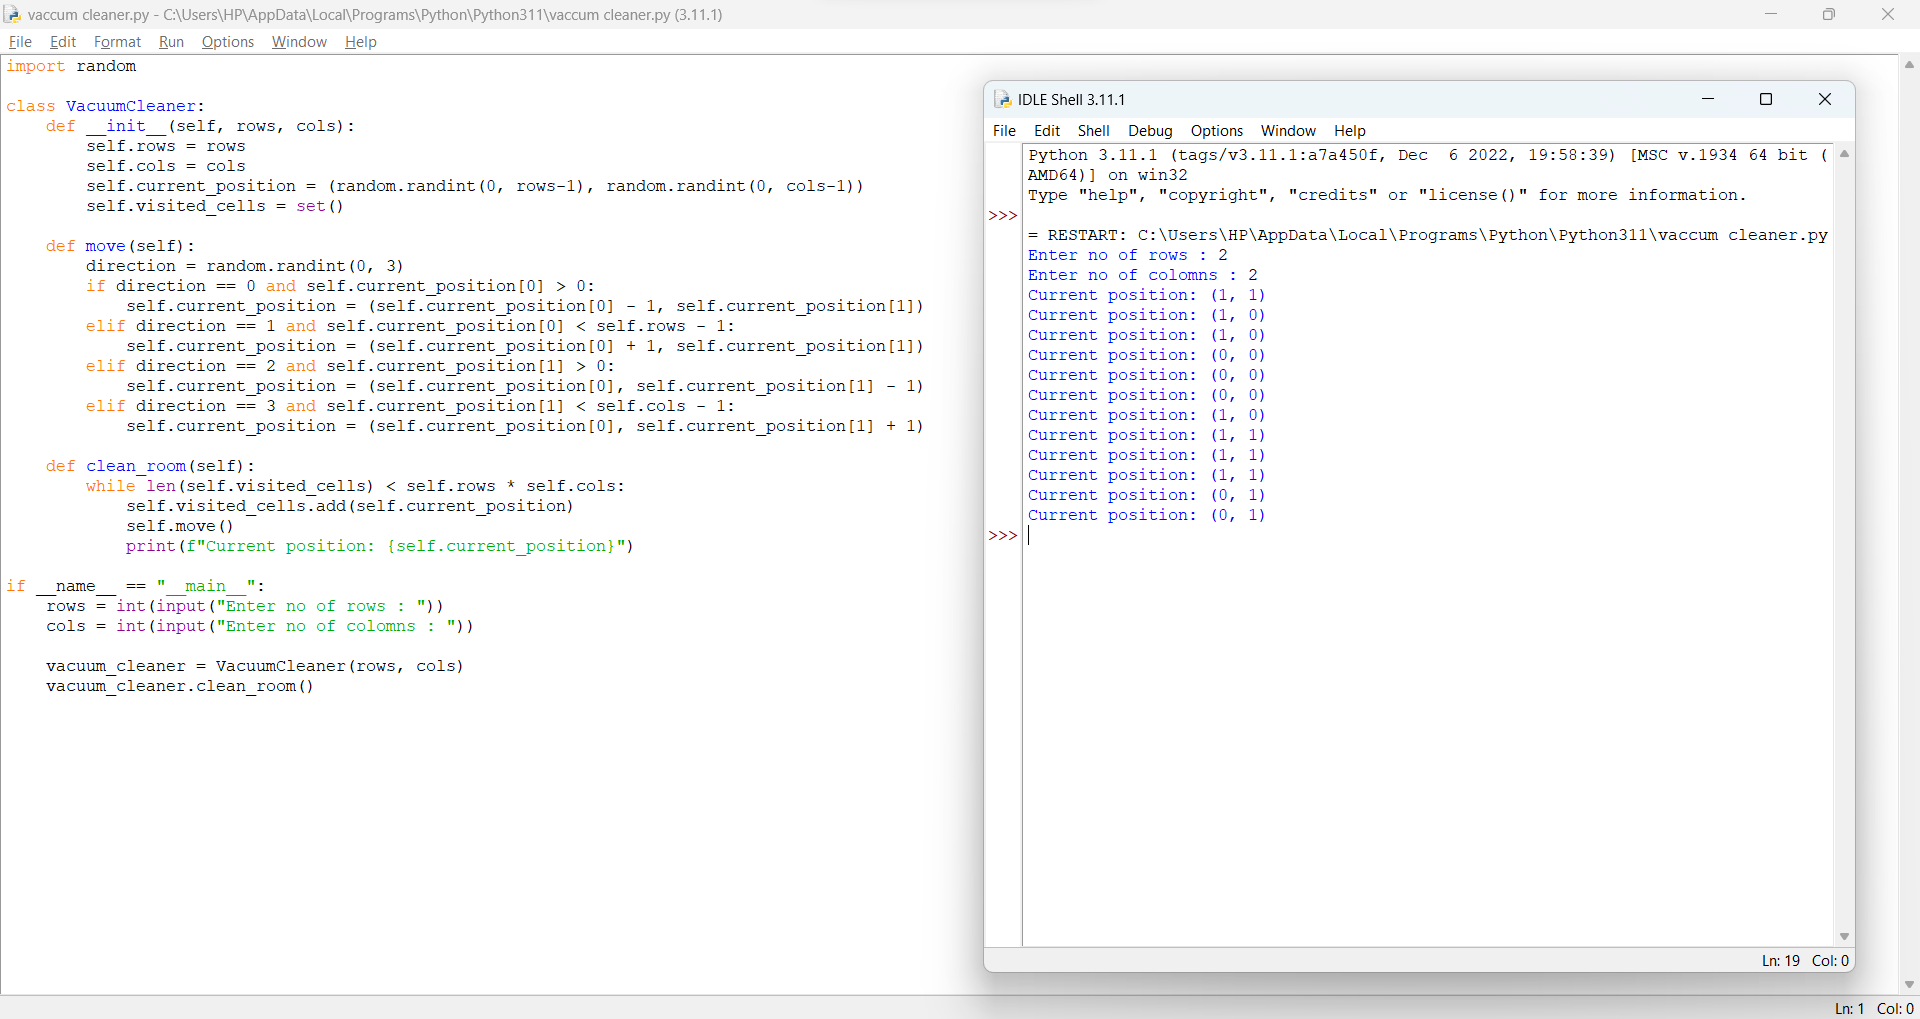 vaccum cleaner.py - C:\Users\HP\AppData\Local\Programs\Python\Python311\vaccum cleaner.py (3.11.1)
File Edit Format Run Options Window Help
import random

class VacuumCleaner:
    def __init__(self, rows, cols):
        self.rows = rows
        self.cols = cols
        self.current_position = (random.randint(0, rows-1), random.randint(0, cols-1))
        self.visited_cells = set()

    def move(self):
        direction = random.randint(0, 3)
        if direction == 0 and self.current_position[0] > 0:
            self.current_position = (self.current_position[0] - 1, self.current_position[1])
        elif direction == 1 and self.current_position[0] < self.rows - 1:
            self.current_position = (self.current_position[0] + 1, self.current_position[1])
        elif direction == 2 and self.current_position[1] > 0:
            self.current_position = (self.current_position[0], self.current_position[1] - 1)
        elif direction == 3 and self.current_position[1] < self.cols - 1:
            self.current_position = (self.current_position[0], self.current_position[1] + 1)

    def clean_room(self):
        while len(self.visited_cells) < self.rows * self.cols:
            self.visited_cells.add(self.current_position)
            self.move()
            print(f"Current position: {self.current_position}")

if __name__ == "__main__":
    rows = int(input("Enter no of rows : "))
    cols = int(input("Enter no of colomns : "))

    vacuum_cleaner = VacuumCleaner(rows, cols)
    vacuum_cleaner.clean_room()
IDLE Shell 3.11.1
File Edit Shell Debug Options Window Help
Python 3.11.1 (tags/v3.11.1:a7a450f, Dec  6 2022, 19:58:39) [MSC v.1934 64 bit (
AMD64)] on win32
Type "help", "copyright", "credits" or "license()" for more information.
>>>
= RESTART: C:\Users\HP\AppData\Local\Programs\Python\Python311\vaccum cleaner.py
Enter no of rows : 2
Enter no of colomns : 2
Current position: (1, 1)
Current position: (1, 0)
Current position: (1, 0)
Current position: (0, 0)
Current position: (0, 0)
Current position: (0, 0)
Current position: (1, 0)
Current position: (1, 1)
Current position: (1, 1)
Current position: (1, 1)
Current position: (0, 1)
Current position: (0, 1)
>>>
Ln: 19 Col: 0
Ln: 1 Col: 0